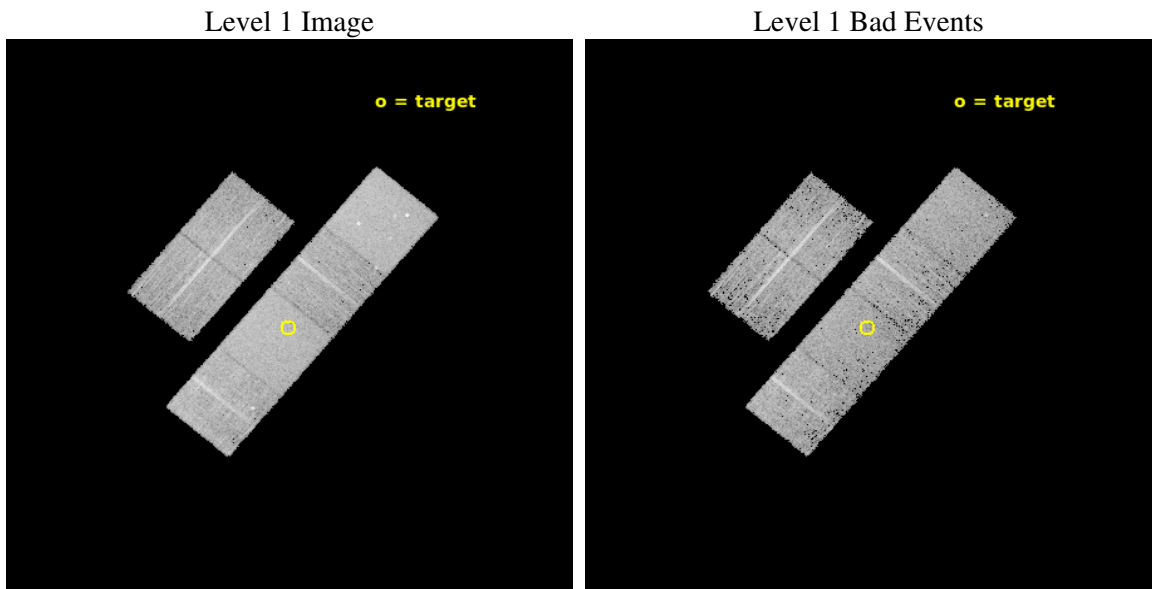 Level 1 Image
Level 1 Bad Events
o = target
o = target